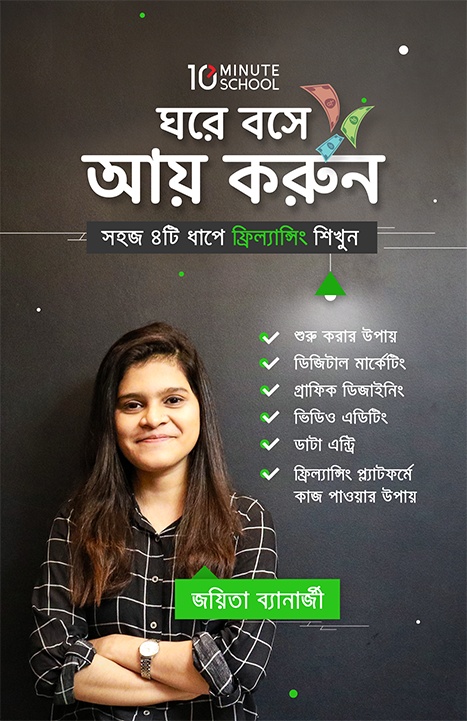 10 MINUTE SCHOOL
ঘরে বসে
আয় করুন
সহজ ৪টি ধাপে ফ্রিল্যান্সিং শিখুন
শুরু করার উপায়
ডিজিটাল মার্কেটিং
গ্রাফিক ডিজাইনিং
ভিডিও এডিটিং
ডাটা এন্ট্রি
ফ্রিল্যান্সিং প্ল্যাটফর্মে
কাজ পাওয়ার উপায়
জয়িতা ব্যানার্জী